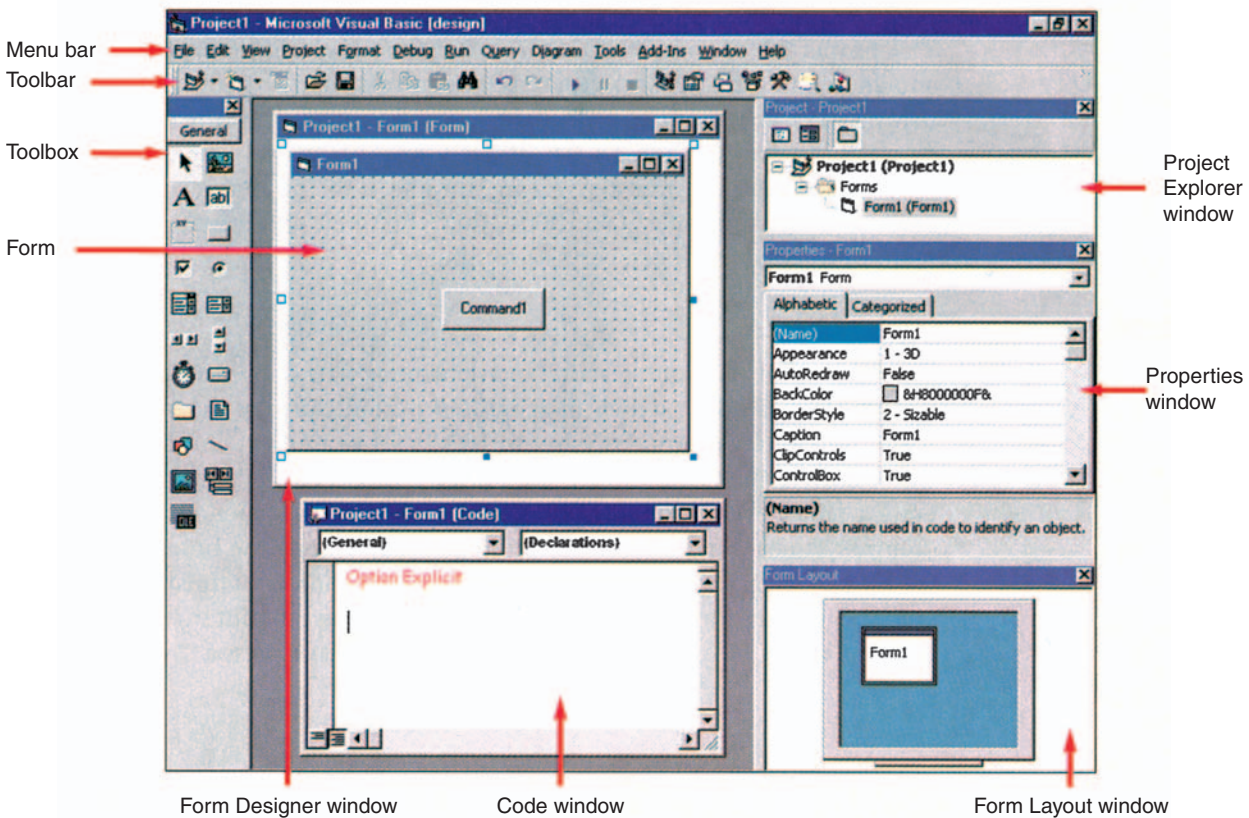 Project1 - Microsoft Visual Basic [design]
Menu bar
File Edit View Project Format Debug Run Query Diagram Tools Add-Ins Window Help
Toolbar
General
Toolbox
A
ab
XY
OLE
Form
Project1 - Form1 (Form)
Form1
Command1
Project1 - Form1 (Code)
(General)
(Declarations)
Option Explicit
Project - Project1
Project1 (Project1)
Forms
Form1 (Form1)
Project
Explorer
window
Properties - Form1
Form1 Form
Alphabetic Categorized
(Name) Form1
Appearance 1 - 3D
AutoRedraw False
BackColor &H8000000F&
BorderStyle 2 - Sizable
Caption Form1
ClipControls True
ControlBox True
Properties
window
(Name)
Returns the name used in code to identify an object.
Form Layout
Form1
Form Designer window
Code window
Form Layout window